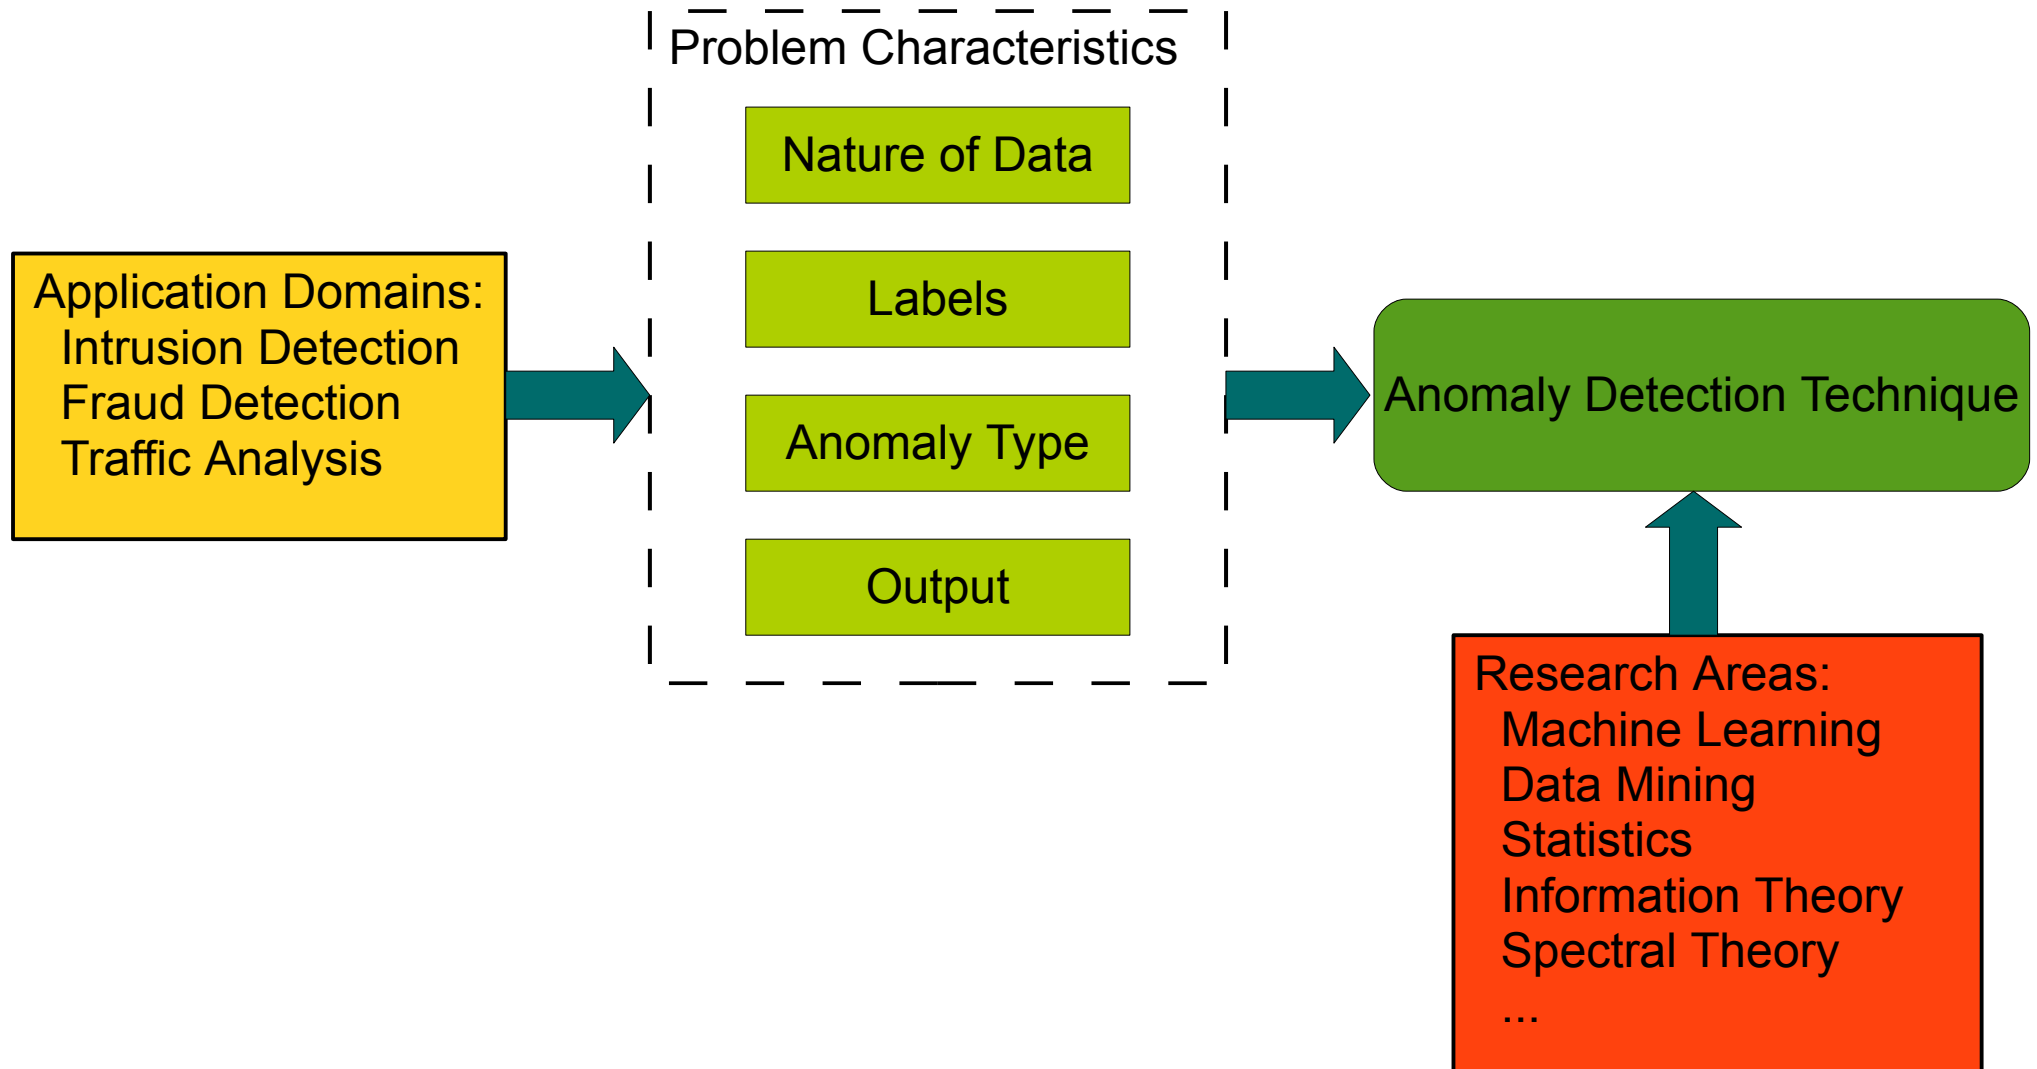 Problem Characteristics
Nature of Data
Labels
Anomaly Type
Output
Application Domains:
Intrusion Detection
Fraud Detection
Traffic Analysis
Anomaly Detection Technique
Research Areas:
Machine Learning
Data Mining
Statistics
Information Theory
Spectral Theory
...